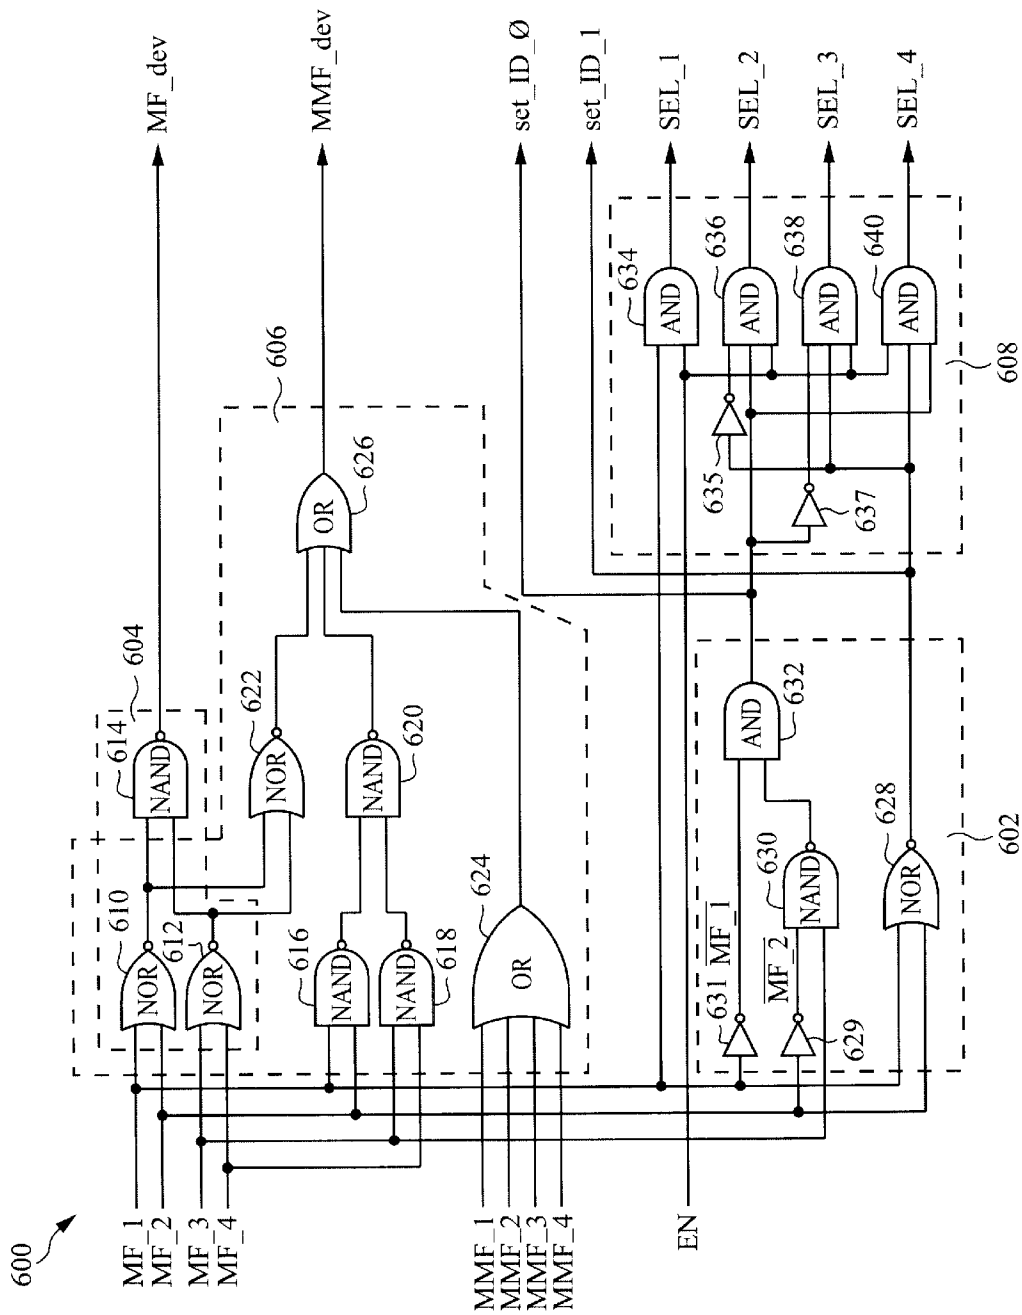 600
MF_1
MF_2
MF_3
MF_4
MMF_1
MMF_2
MMF_3
MMF_4
EN
610
NOR
612
NOR
614
NAND
604
616
NAND
NAND
618
622
NOR
NAND
620
624
OR
OR
626
606
631
MF_1
MF_2
629
630
NAND
AND
632
NOR
628
602
635
637
634
AND
636
AND
638
AND
640
AND
608
MF_dev
MMF_dev
set_ID_Ø
set_ID_1
SEL_1
SEL_2
SEL_3
SEL_4